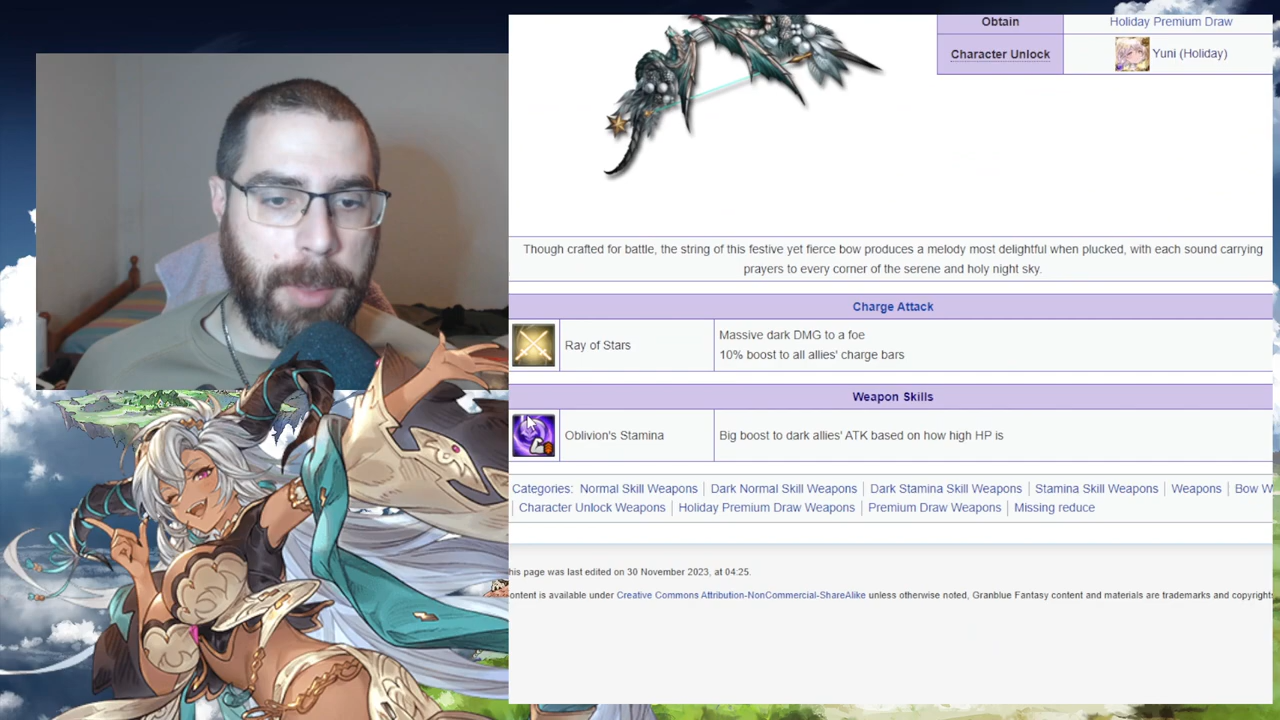 Obtain
Holiday Premium Draw
Character Unlock
Yuni (Holiday)
Though crafted for battle, the string of this festive yet fierce bow produces a melody most delightful when plucked, with each sound carrying
prayers to every corner of the serene and holy night sky.
Charge Attack
Ray of Stars
Massive dark DMG to a foe
10% boost to all allies' charge bars
Weapon Skills
Oblivion's Stamina
Big boost to dark allies' ATK based on how high HP is
Categories: Normal Skill Weapons | Dark Normal Skill Weapons | Dark Stamina Skill Weapons | Stamina Skill Weapons | Weapons | Bow W
| Character Unlock Weapons | Holiday Premium Draw Weapons | Premium Draw Weapons | Missing reduce
his page was last edited on 30 November 2023, at 04:25.
ontent is available under Creative Commons Attribution-NonCommercial-ShareAlike unless otherwise noted, Granblue Fantasy content and materials are trademarks and copyrights